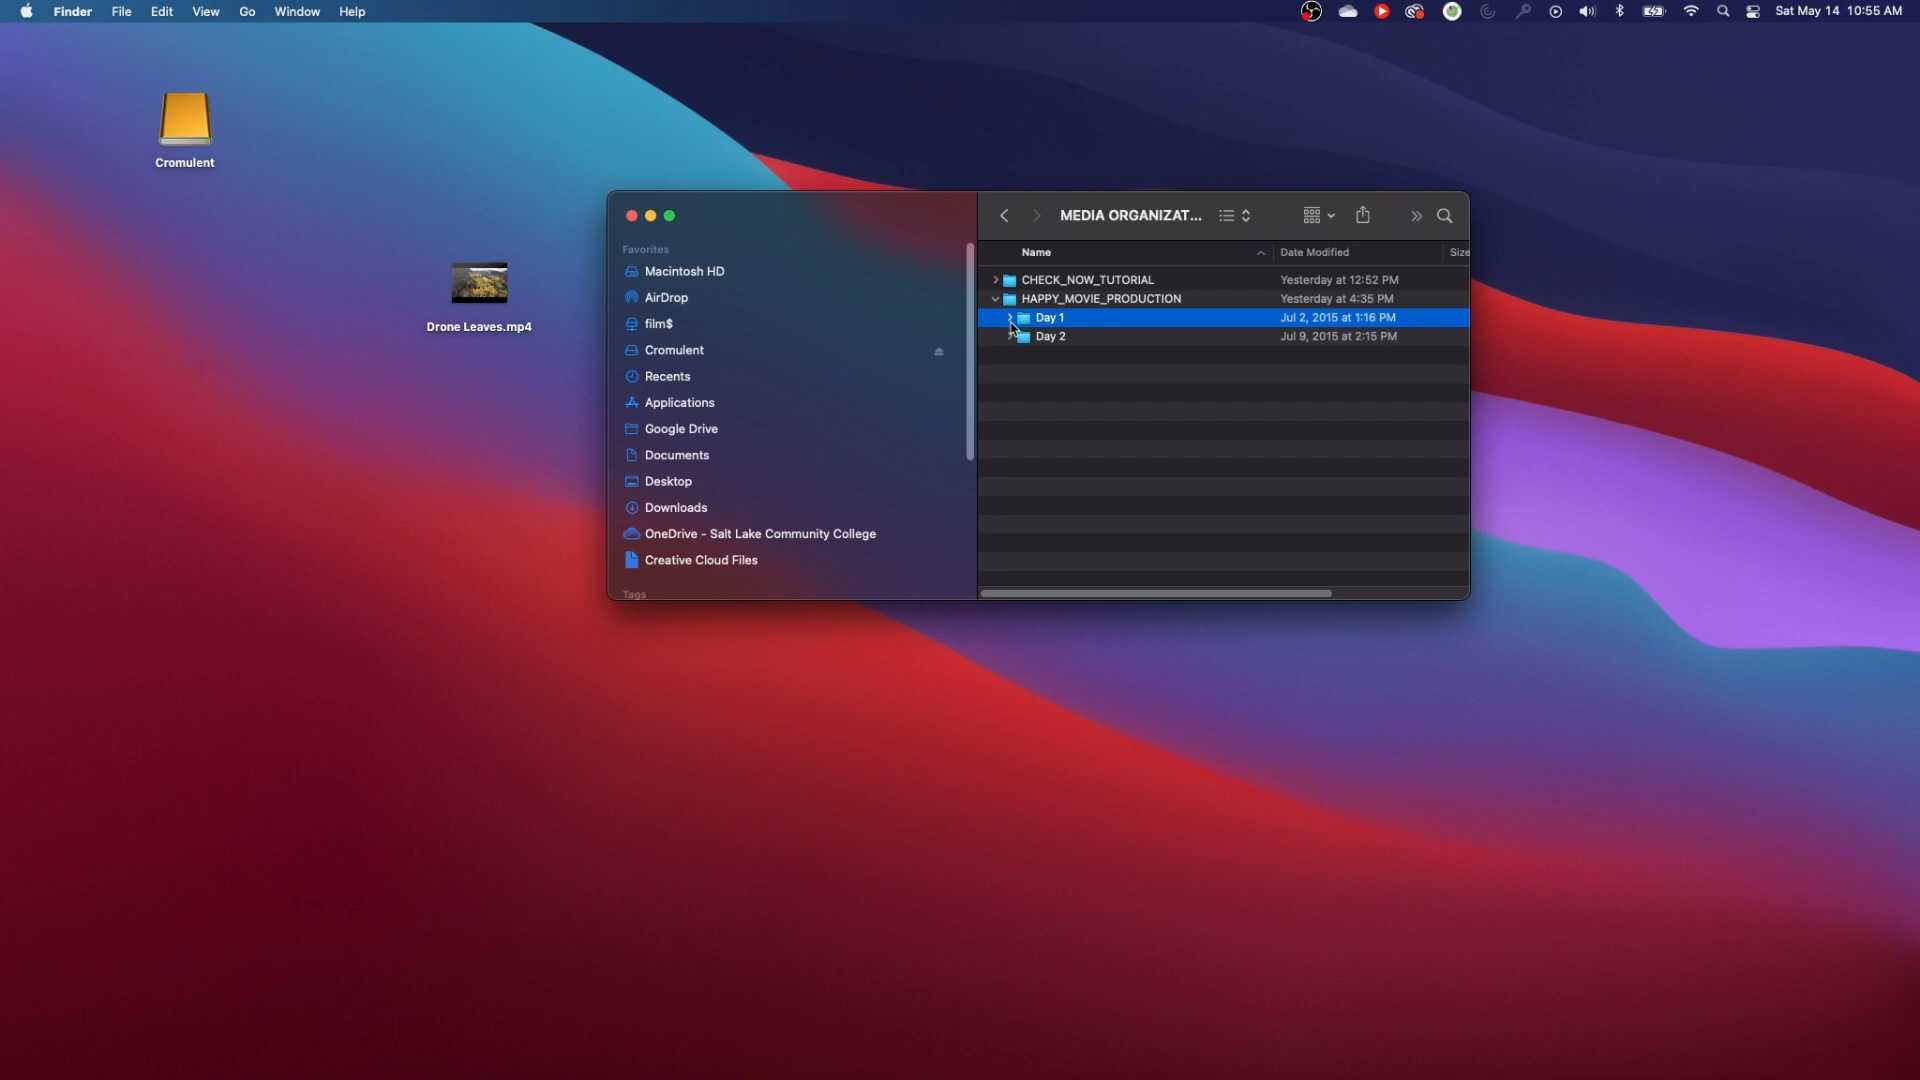 Finder File Edit View Go Window Help
Sat May 14 10:55 AM
Cromulent
Drone Leaves.mp4
MEDIA ORGANIZAT...
Favorites
Macintosh HD
AirDrop
film$
Cromulent
Recents
Applications
Google Drive
Documents
Desktop
Downloads
OneDrive - Salt Lake Community College
Creative Cloud Files
Tags
Name Date Modified Size
CHECK_NOW_TUTORIAL Yesterday at 12:52 PM
HAPPY_MOVIE_PRODUCTION Yesterday at 4:35 PM
Day 1 Jul 2, 2015 at 1:16 PM
Day 2 Jul 9, 2015 at 2:15 PM